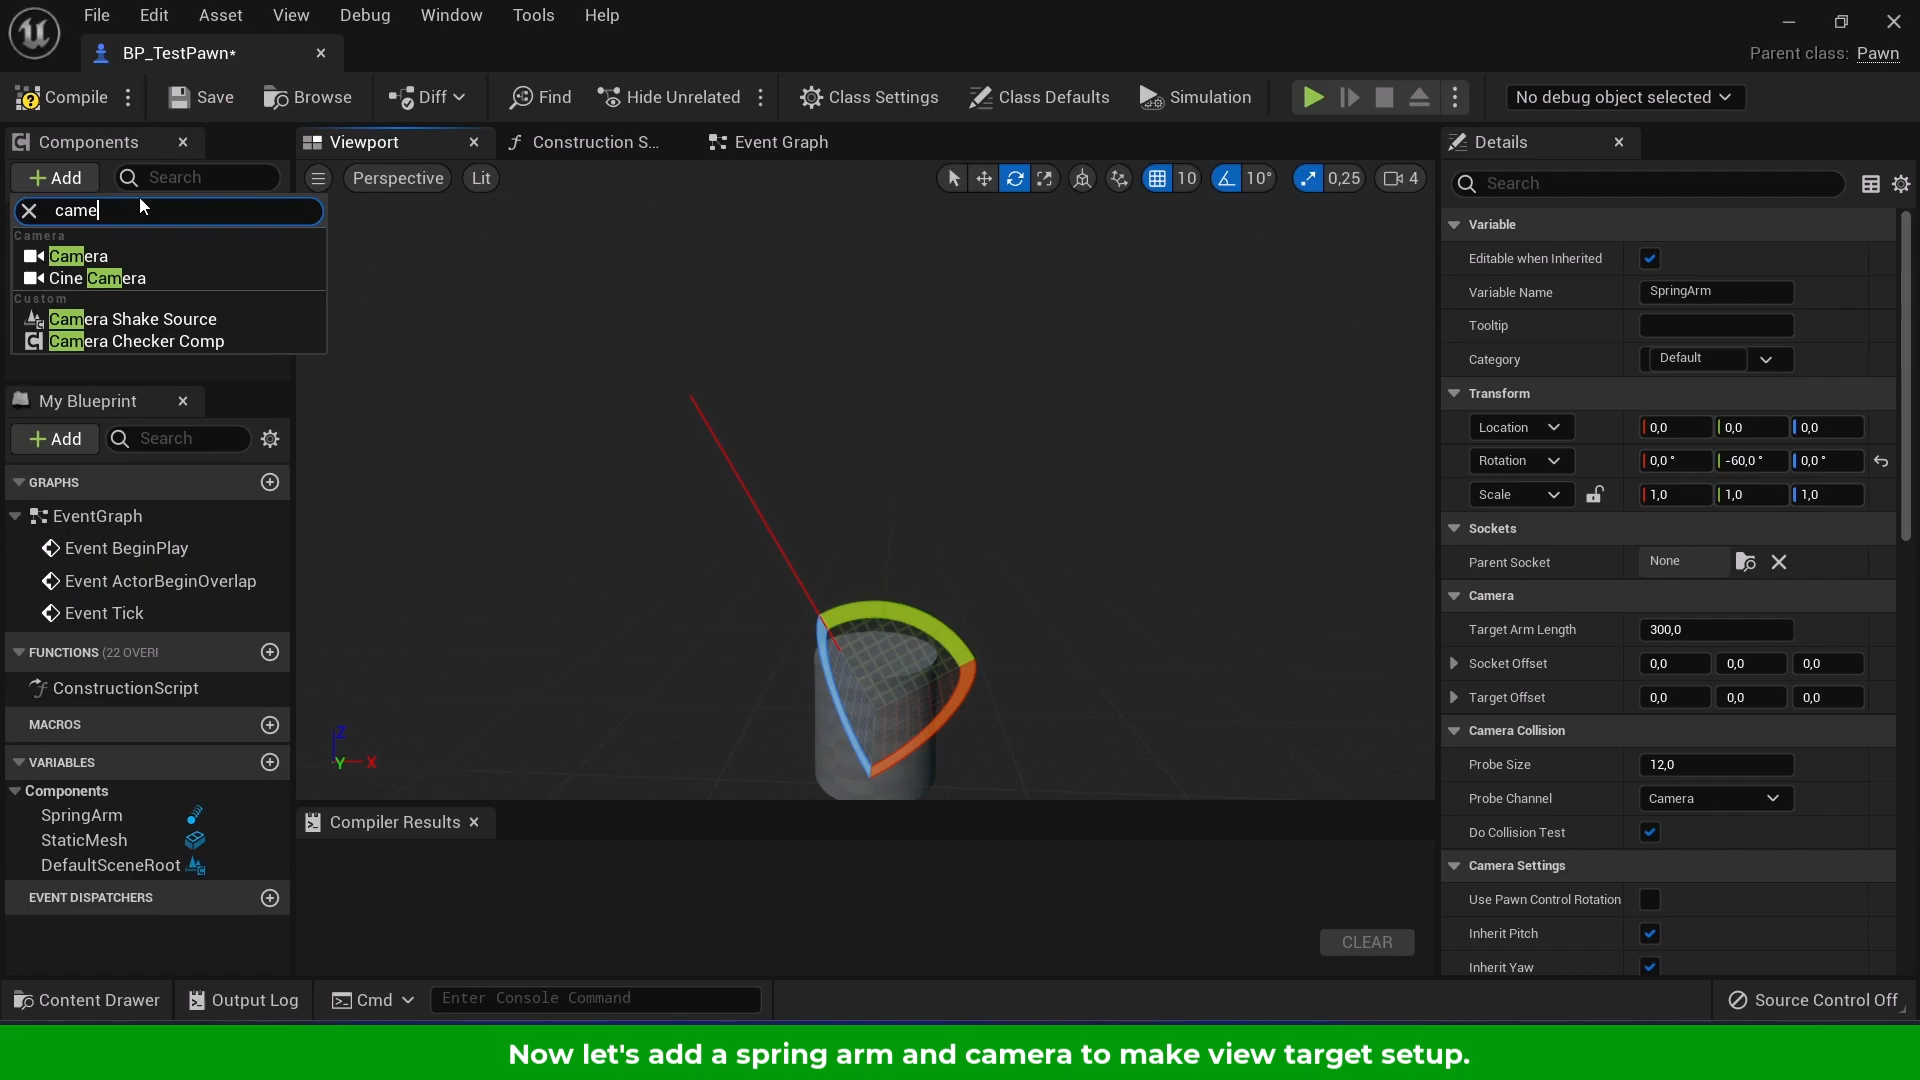 File Edit Asset View Debug Window Tools Help
BP_TestPawn*
Parent class: Pawn
Compile Save Browse Diff Find Hide Unrelated Class Settings Class Defaults Simulation No debug object selected
Components Viewport Construction S... Event Graph Details
+ Add Search Perspective Lit 10 10° 0,25 4 Search
came
Camera
Camera
Cine Camera
Custom
Camera Shake Source
Camera Checker Comp
My Blueprint
+ Add Search
GRAPHS
EventGraph
Event BeginPlay
Event ActorBeginOverlap
Event Tick
FUNCTIONS (22 OVERI
ConstructionScript
MACROS
VARIABLES
Components
SpringArm
StaticMesh
DefaultSceneRoot
EVENT DISPATCHERS
Z
Y X
Compiler Results
CLEAR
Variable
Editable when Inherited
Variable Name SpringArm
Tooltip
Category Default
Transform
Location 0,0 0,0 0,0
Rotation 0,0 ° -60,0 ° 0,0 °
Scale 1,0 1,0 1,0
Sockets
Parent Socket None
Camera
Target Arm Length 300,0
Socket Offset 0,0 0,0 0,0
Target Offset 0,0 0,0 0,0
Camera Collision
Probe Size 12,0
Probe Channel Camera
Do Collision Test
Camera Settings
Use Pawn Control Rotation
Inherit Pitch
Inherit Yaw
Content Drawer Output Log Cmd Enter Console Command Source Control Off
Now let's add a spring arm and camera to make view target setup.